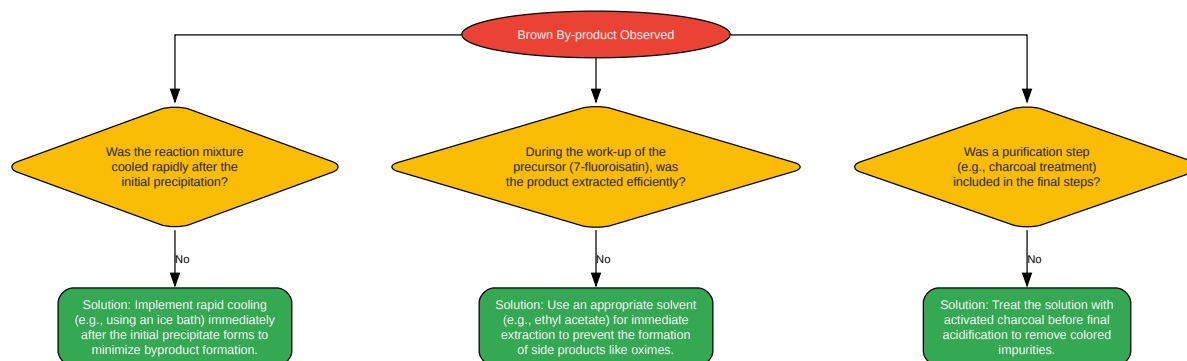 Brown By-product Observed
Was the reaction mixture
cooled rapidly after the
initial precipitation?
During the work-up of the
precursor (7-fluoroisatin), was
the product extracted efficiently?
Was a purification step
(e.g., charcoal treatment)
included in the final steps?
No
No
No
Solution: Implement rapid cooling
(e.g., using an ice bath) immediately
after the initial precipitate forms to
minimize byproduct formation.
Solution: Use an appropriate solvent
(e.g., ethyl acetate) for immediate
extraction to prevent the formation
of side products like oximes.
Solution: Treat the solution with
activated charcoal before final
acidification to remove colored
impurities.